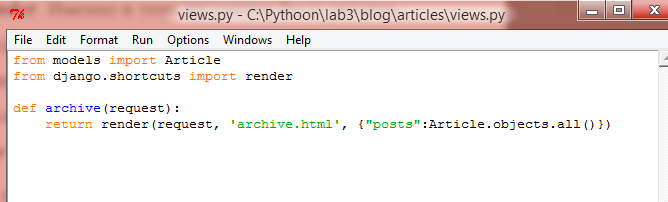 views.py - C:\Pythoon\lab3\blog\articles\views.py
File Edit Format Run Options Windows Help
from models import Article
from django.shortcuts import render
def archive(request):
    return render(request, 'archive.html', {"posts":Article.objects.all()})